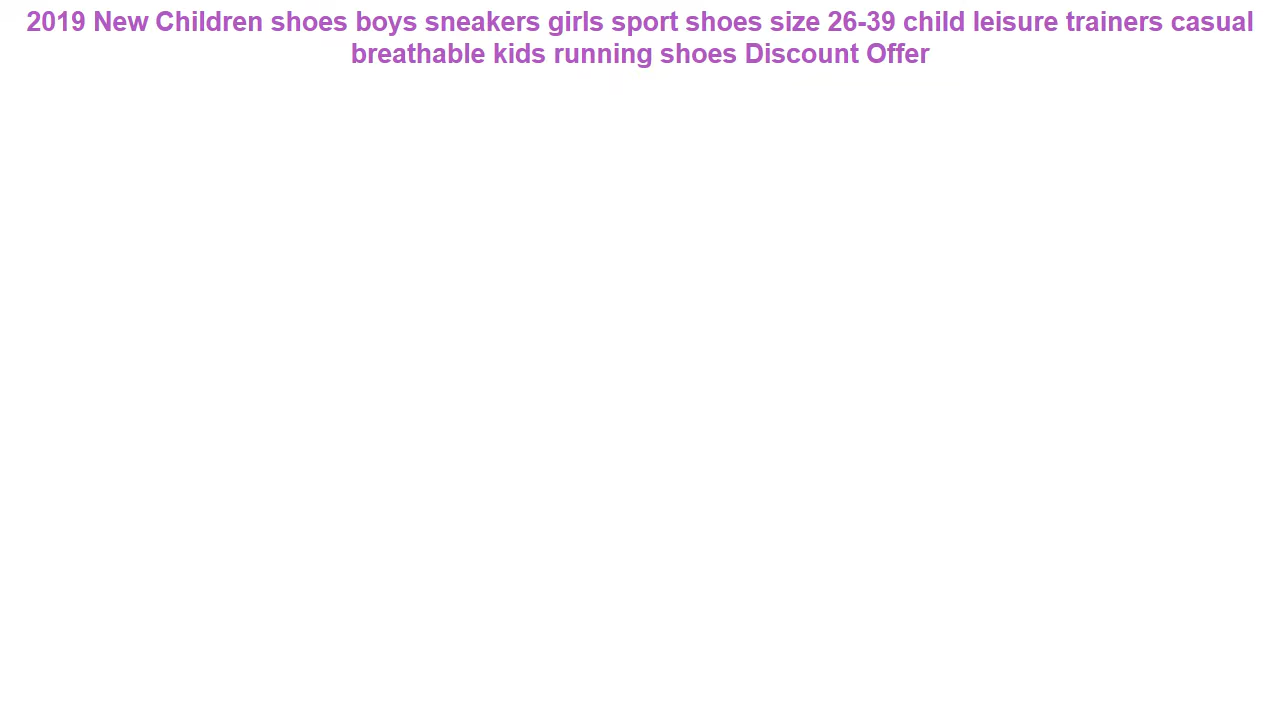 2019 New Children shoes boys sneakers girls sport shoes size 26-39 child leisure trainers casual
breathable kids running shoes Discount Offer